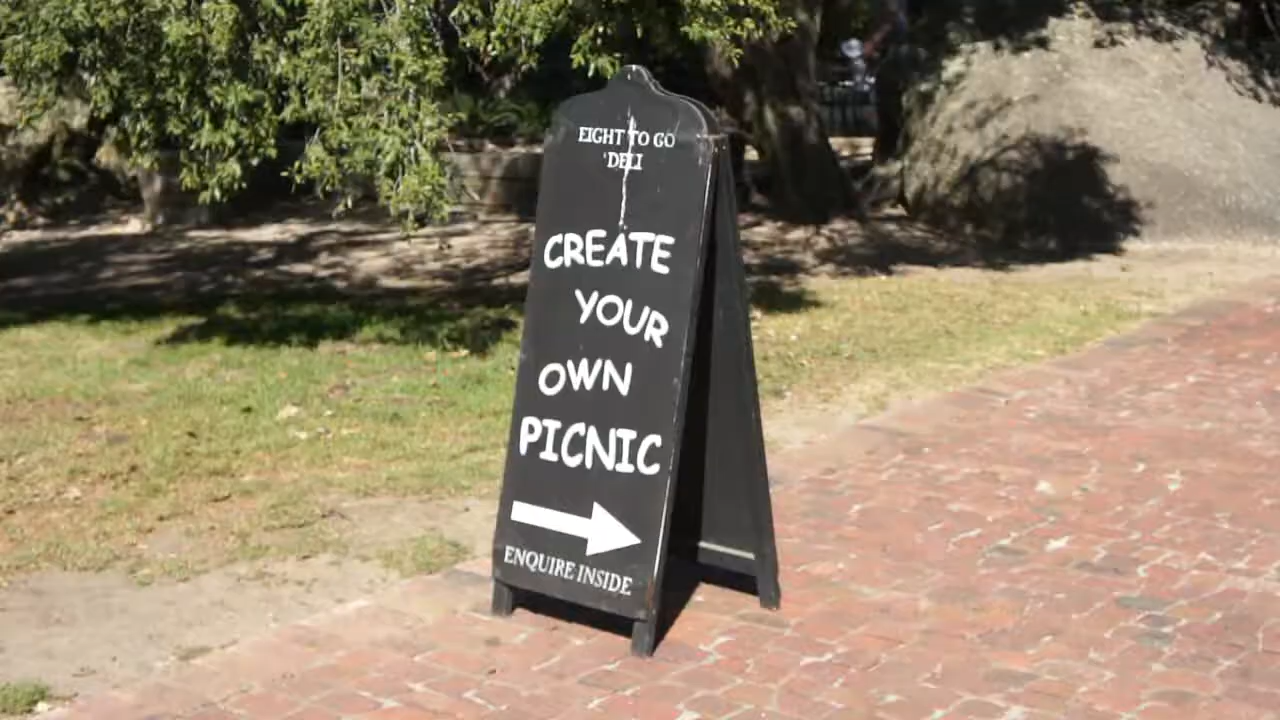 EIGHT TO GO
DELI
CREATE
YOUR
OWN
PICNIC
ENQUIRE INSIDE